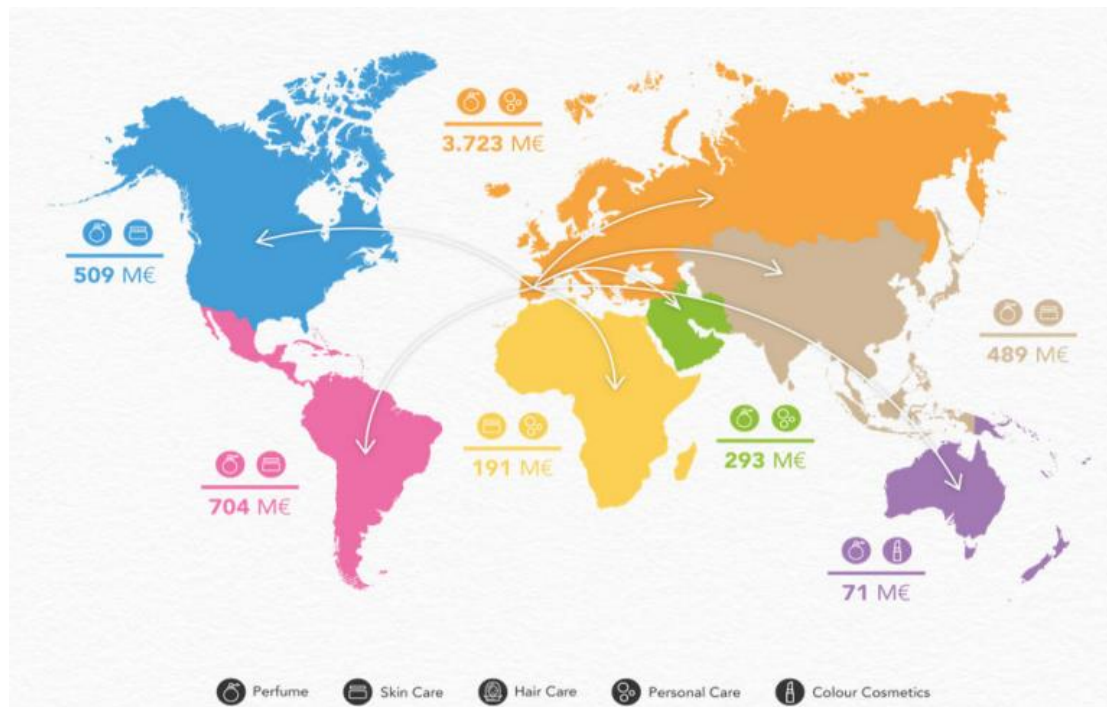 3.723 M€
509 M€
489 M€
191 M€
293 M€
704 M€
71 M€
Perfume
Skin Care
Hair Care
Personal Care
Colour Cosmetics